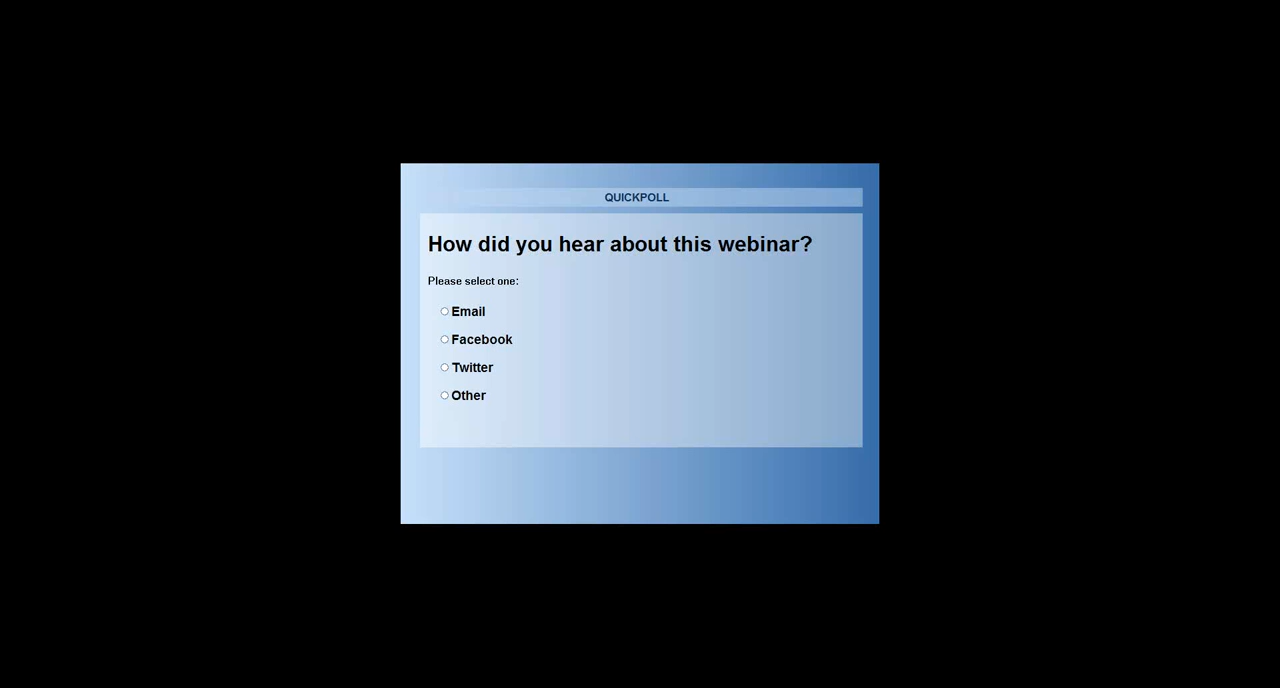 QUICKPOLL
How did you hear about this webinar?
Please select one:
Email
Facebook
Twitter
Other